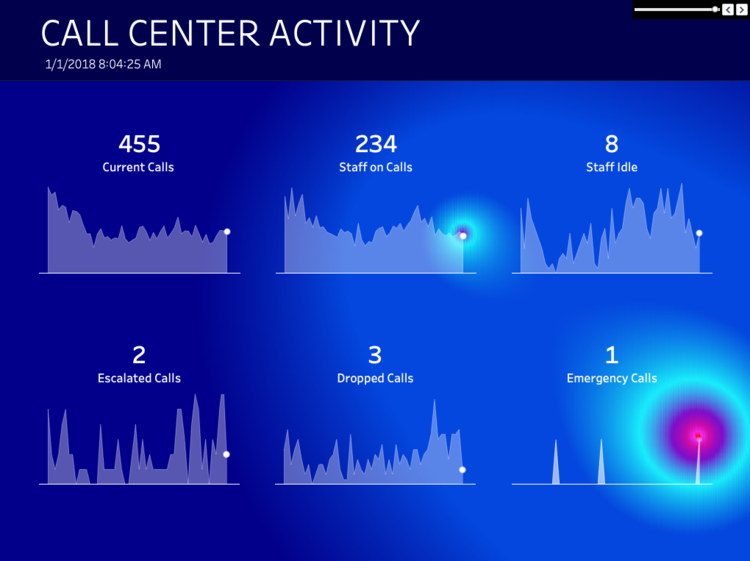 CALL CENTER ACTIVITY
1/1/2018 8:04:25 AM
455
Current Calls
234
Staff on Calls
8
Staff Idle
2
Escalated Calls
3
Dropped Calls
1
Emergency Calls